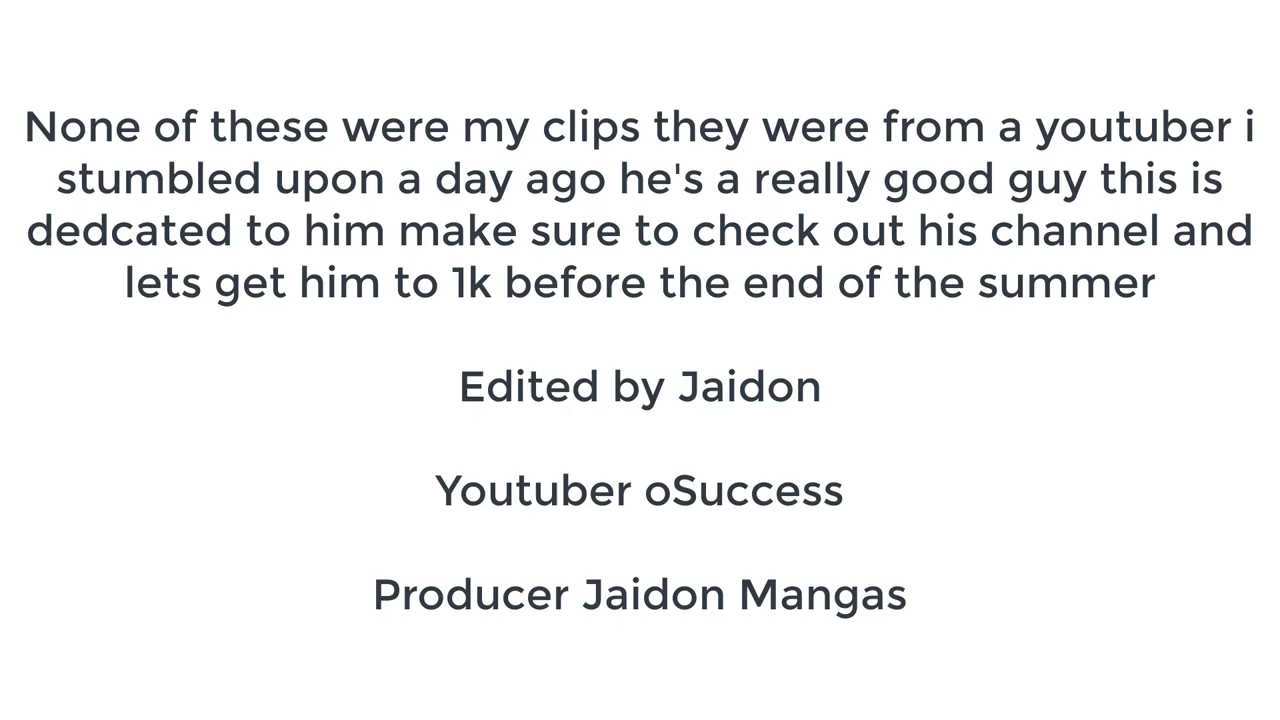 None of these were my clips they were from a youtuber i
stumbled upon a day ago he's a really good guy this is
dedcated to him make sure to check out his channel and
lets get him to 1k before the end of the summer
Edited by Jaidon
Youtuber oSuccess
Producer Jaidon Mangas